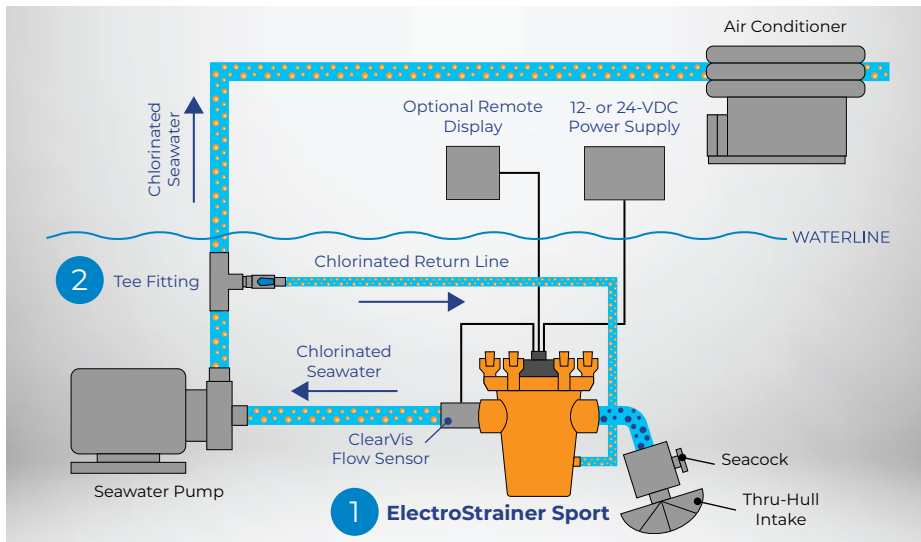 Air Conditioner
Optional Remote
Display
12- or 24-VDC
Power Supply
Chlorinated
Seawater
WATERLINE
2
Tee Fitting
Chlorinated Return Line
Chlorinated
Seawater
ClearVis
Flow Sensor
Seawater Pump
Seacock
Thru-Hull
Intake
1
ElectroStrainer Sport